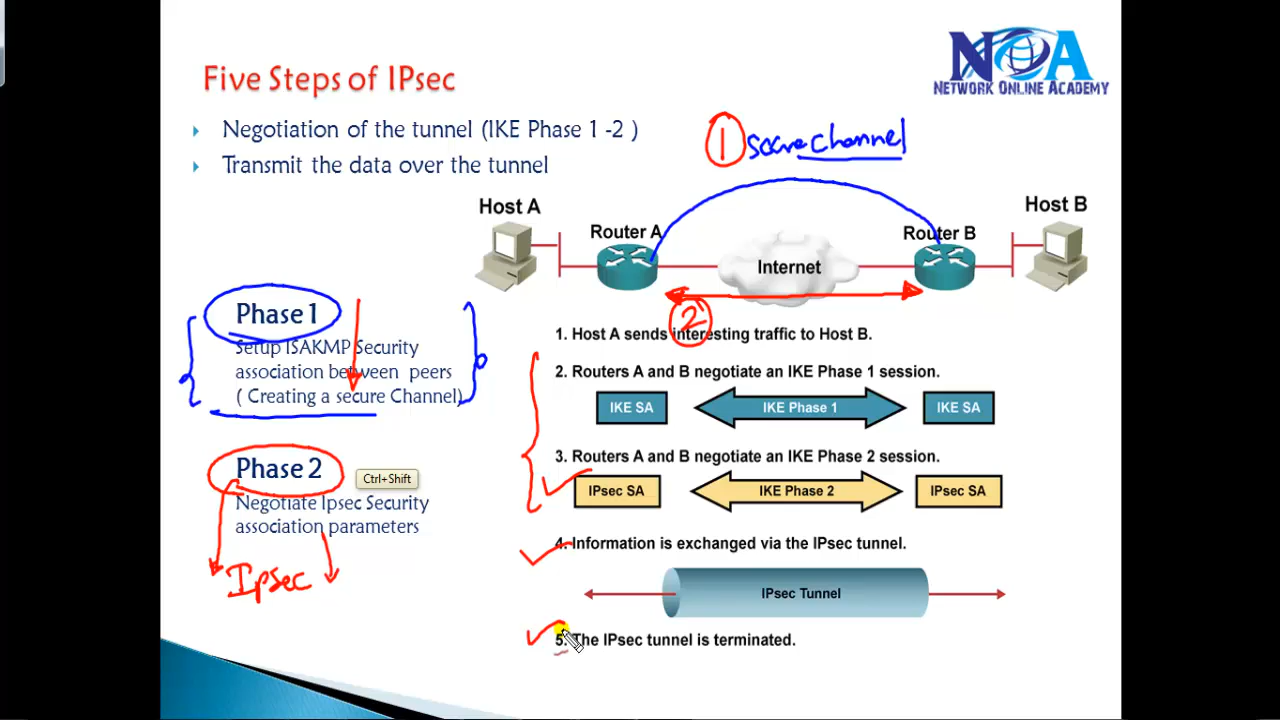 NOA
NETWORK ONLINE ACADEMY
Five Steps of IPsec
Negotiation of the tunnel (IKE Phase 1 -2 )
Transmit the data over the tunnel
1 secure channel
Host A
Router A
Internet
Router B
Host B
2
Phase 1
Setup ISAKMP Security
association between peers
( Creating a secure Channel)
Phase 2
Ctrl+Shift
Negotiate Ipsec Security
association parameters
Ipsec
1. Host A sends interesting traffic to Host B.
2. Routers A and B negotiate an IKE Phase 1 session.
IKE SA IKE Phase 1 IKE SA
3. Routers A and B negotiate an IKE Phase 2 session.
IPsec SA IKE Phase 2 IPsec SA
4. Information is exchanged via the IPsec tunnel.
IPsec Tunnel
5. The IPsec tunnel is terminated.